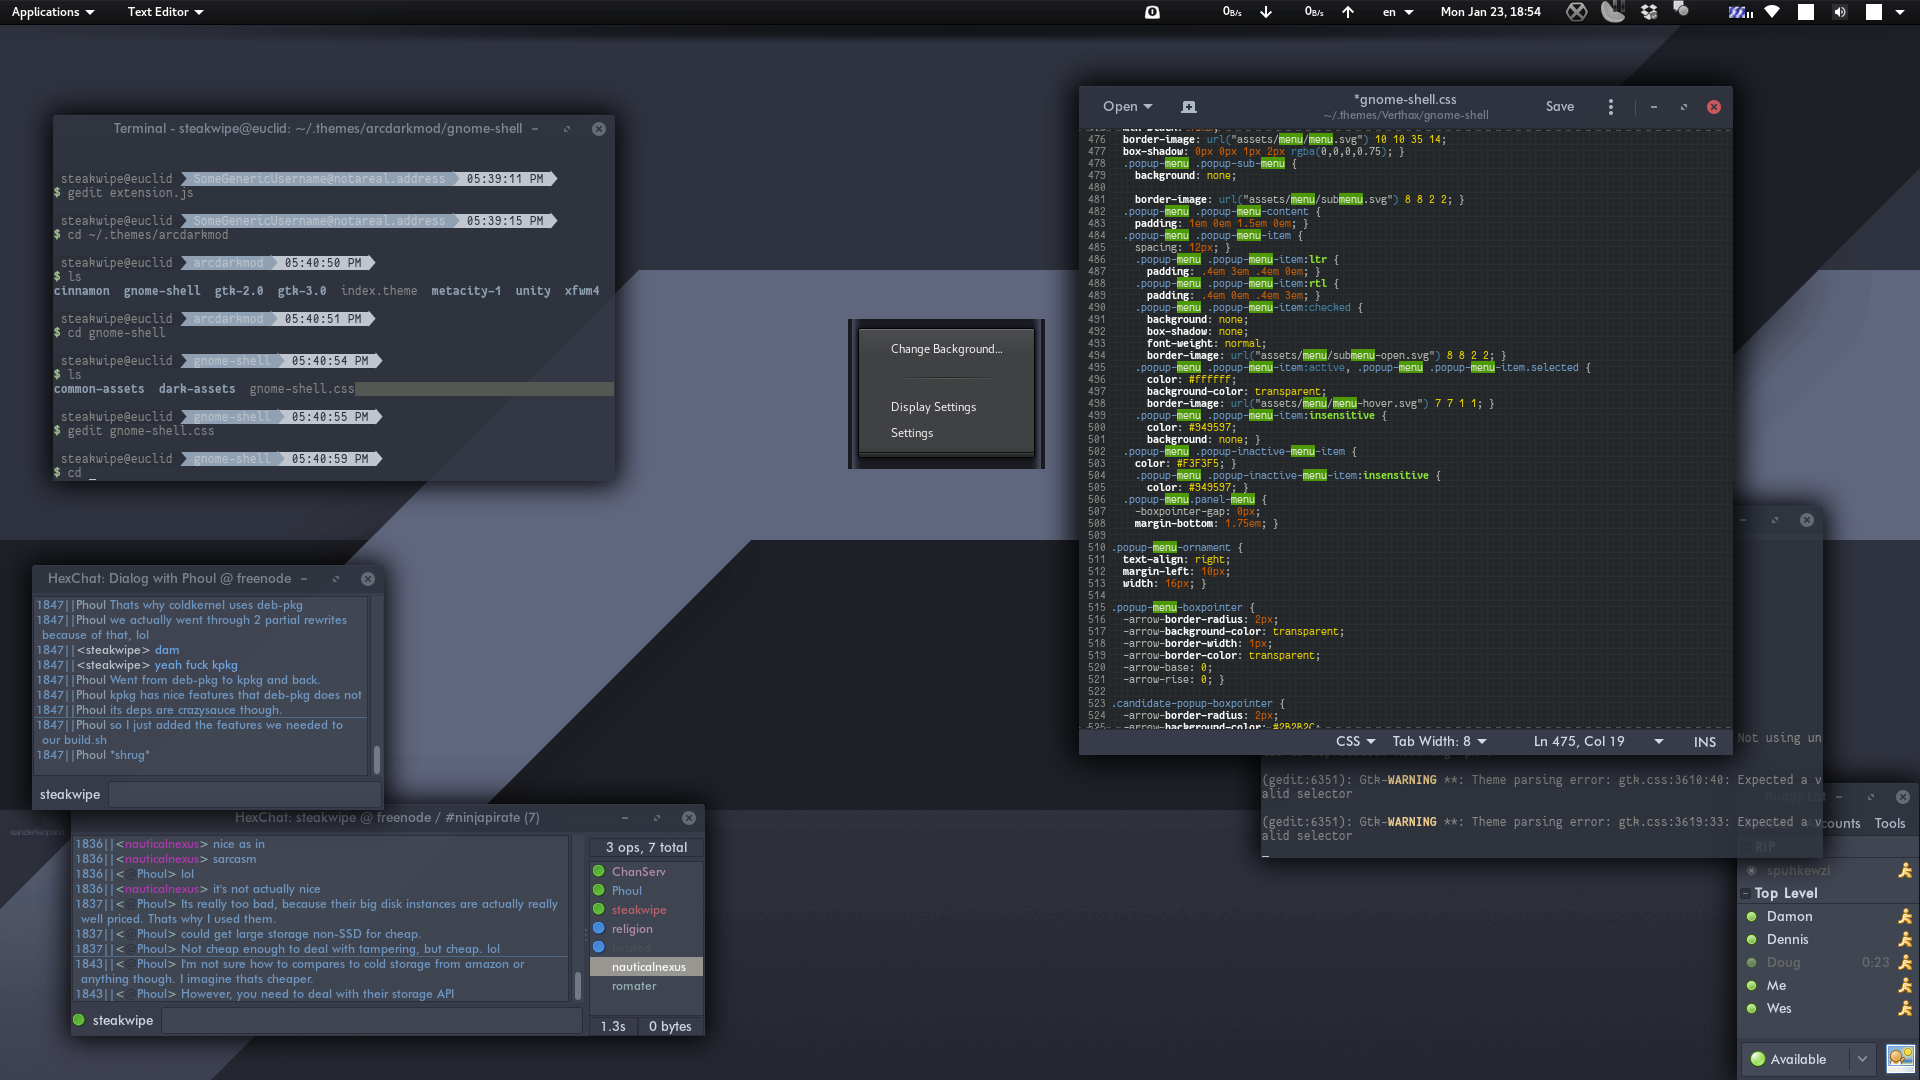 Applications
Text Editor
0B/s
0B/s
en
Mon Jan 23, 18:54
Terminal - steakwipe@euclid: ~/.themes/arcdarkmod/gnome-shell
steakwipe@euclid SomeGenericUsername@notareal.address 05:39:11 PM
$ gedit extension.js
steakwipe@euclid SomeGenericUsername@notareal.address 05:39:15 PM
$ cd ~/.themes/arcdarkmod
steakwipe@euclid arcdarkmod 05:40:50 PM
$ ls
cinnamon gnome-shell gtk-2.0 gtk-3.0 index.theme metacity-1 unity xfwm4
steakwipe@euclid arcdarkmod 05:40:51 PM
$ cd gnome-shell
steakwipe@euclid gnome-shell 05:40:54 PM
$ ls
common-assets dark-assets gnome-shell.css
steakwipe@euclid gnome-shell 05:40:55 PM
$ gedit gnome-shell.css
steakwipe@euclid gnome-shell 05:40:59 PM
$ cd _
HexChat: Dialog with Phoul @ freenode
1847||Phoul Thats why coldkernel uses deb-pkg
1847||Phoul we actually went through 2 partial rewrites
because of that, lol
1847||<steakwipe> dam
1847||<steakwipe> yeah fuck kpkg
1847||Phoul Went from deb-pkg to kpkg and back.
1847||Phoul kpkg has nice features that deb-pkg does not
1847||Phoul its deps are crazysauce though.
1847||Phoul so I just added the features we needed to
our build.sh
1847||Phoul *shrug*
steakwipe
HexChat: steakwipe @ freenode / #ninjapirate (7)
1836||<nauticalnexus> nice as in
1836||<nauticalnexus> sarcasm
1836||<@Phoul> lol
1836||<nauticalnexus> it's not actually nice
1837||<@Phoul> Its really too bad, because their big disk instances are actually really
well priced. Thats why I used them.
1837||<@Phoul> could get large storage non-SSD for cheap.
1837||<@Phoul> Not cheap enough to deal with tampering, but cheap. lol
1843||<@Phoul> I'm not sure how to compares to cold storage from amazon or
anything though. I imagine thats cheaper.
1843||<@Phoul> However, you need to deal with their storage API
3 ops, 7 total
ChanServ
Phoul
steakwipe
religion
nauticalnexus
romater
steakwipe
1.3s
0 bytes
Change Background...
Display Settings
Settings
Open
*gnome-shell.css
~/.themes/Verthax/gnome-shell
Save
476 border-image: url("assets/menu/menu.svg") 10 10 35 14;
477 box-shadow: 0px 0px 1px 2px rgba(0,0,0,0.75); }
478 .popup-menu .popup-sub-menu {
479 background: none;
480
481 border-image: url("assets/menu/submenu.svg") 8 8 2 2; }
482 .popup-menu .popup-menu-content {
483 padding: 1em 0em 1.5em 0em; }
484 .popup-menu .popup-menu-item {
485 spacing: 12px; }
486 .popup-menu .popup-menu-item:ltr {
487 padding: .4em 3em .4em 0em; }
488 .popup-menu .popup-menu-item:rtl {
489 padding: .4em 0em .4em 3em; }
490 .popup-menu .popup-menu-item:checked {
491 background: none;
492 box-shadow: none;
493 font-weight: normal;
494 border-image: url("assets/menu/submenu-open.svg") 8 8 2 2; }
495 .popup-menu .popup-menu-item:active, .popup-menu .popup-menu-item.selected {
496 color: #ffffff;
497 background-color: transparent;
498 border-image: url("assets/menu/menu-hover.svg") 7 7 1 1; }
499 .popup-menu .popup-menu-item:insensitive {
500 color: #949597;
501 background: none; }
502 .popup-menu .popup-inactive-menu-item {
503 color: #F3F3F5; }
504 .popup-menu .popup-inactive-menu-item:insensitive {
505 color: #949597; }
506 .popup-menu.panel-menu {
507 -boxpointer-gap: 0px;
508 margin-bottom: 1.75em; }
509
510 .popup-menu-ornament {
511 text-align: right;
512 margin-left: 10px;
513 width: 16px; }
514
515 .popup-menu-boxpointer {
516 -arrow-border-radius: 2px;
517 -arrow-background-color: transparent;
518 -arrow-border-width: 1px;
519 -arrow-border-color: transparent;
520 -arrow-base: 0;
521 -arrow-rise: 0; }
522
523 .candidate-popup-boxpointer {
524 -arrow-border-radius: 2px;
525 -arrow-background-color: #2B2B2C;
CSS
Tab Width: 8
Ln 475, Col 19
INS
Not using un
(gedit:6351): Gtk-WARNING **: Theme parsing error: gtk.css:3610:40: Expected a v
alid selector
(gedit:6351): Gtk-WARNING **: Theme parsing error: gtk.css:3619:33: Expected a v
alid selector
Buddy List
Accounts
Tools
RIP
spuhkewzi
Top Level
Damon
Dennis
Doug 0:23
Me
Wes
Available